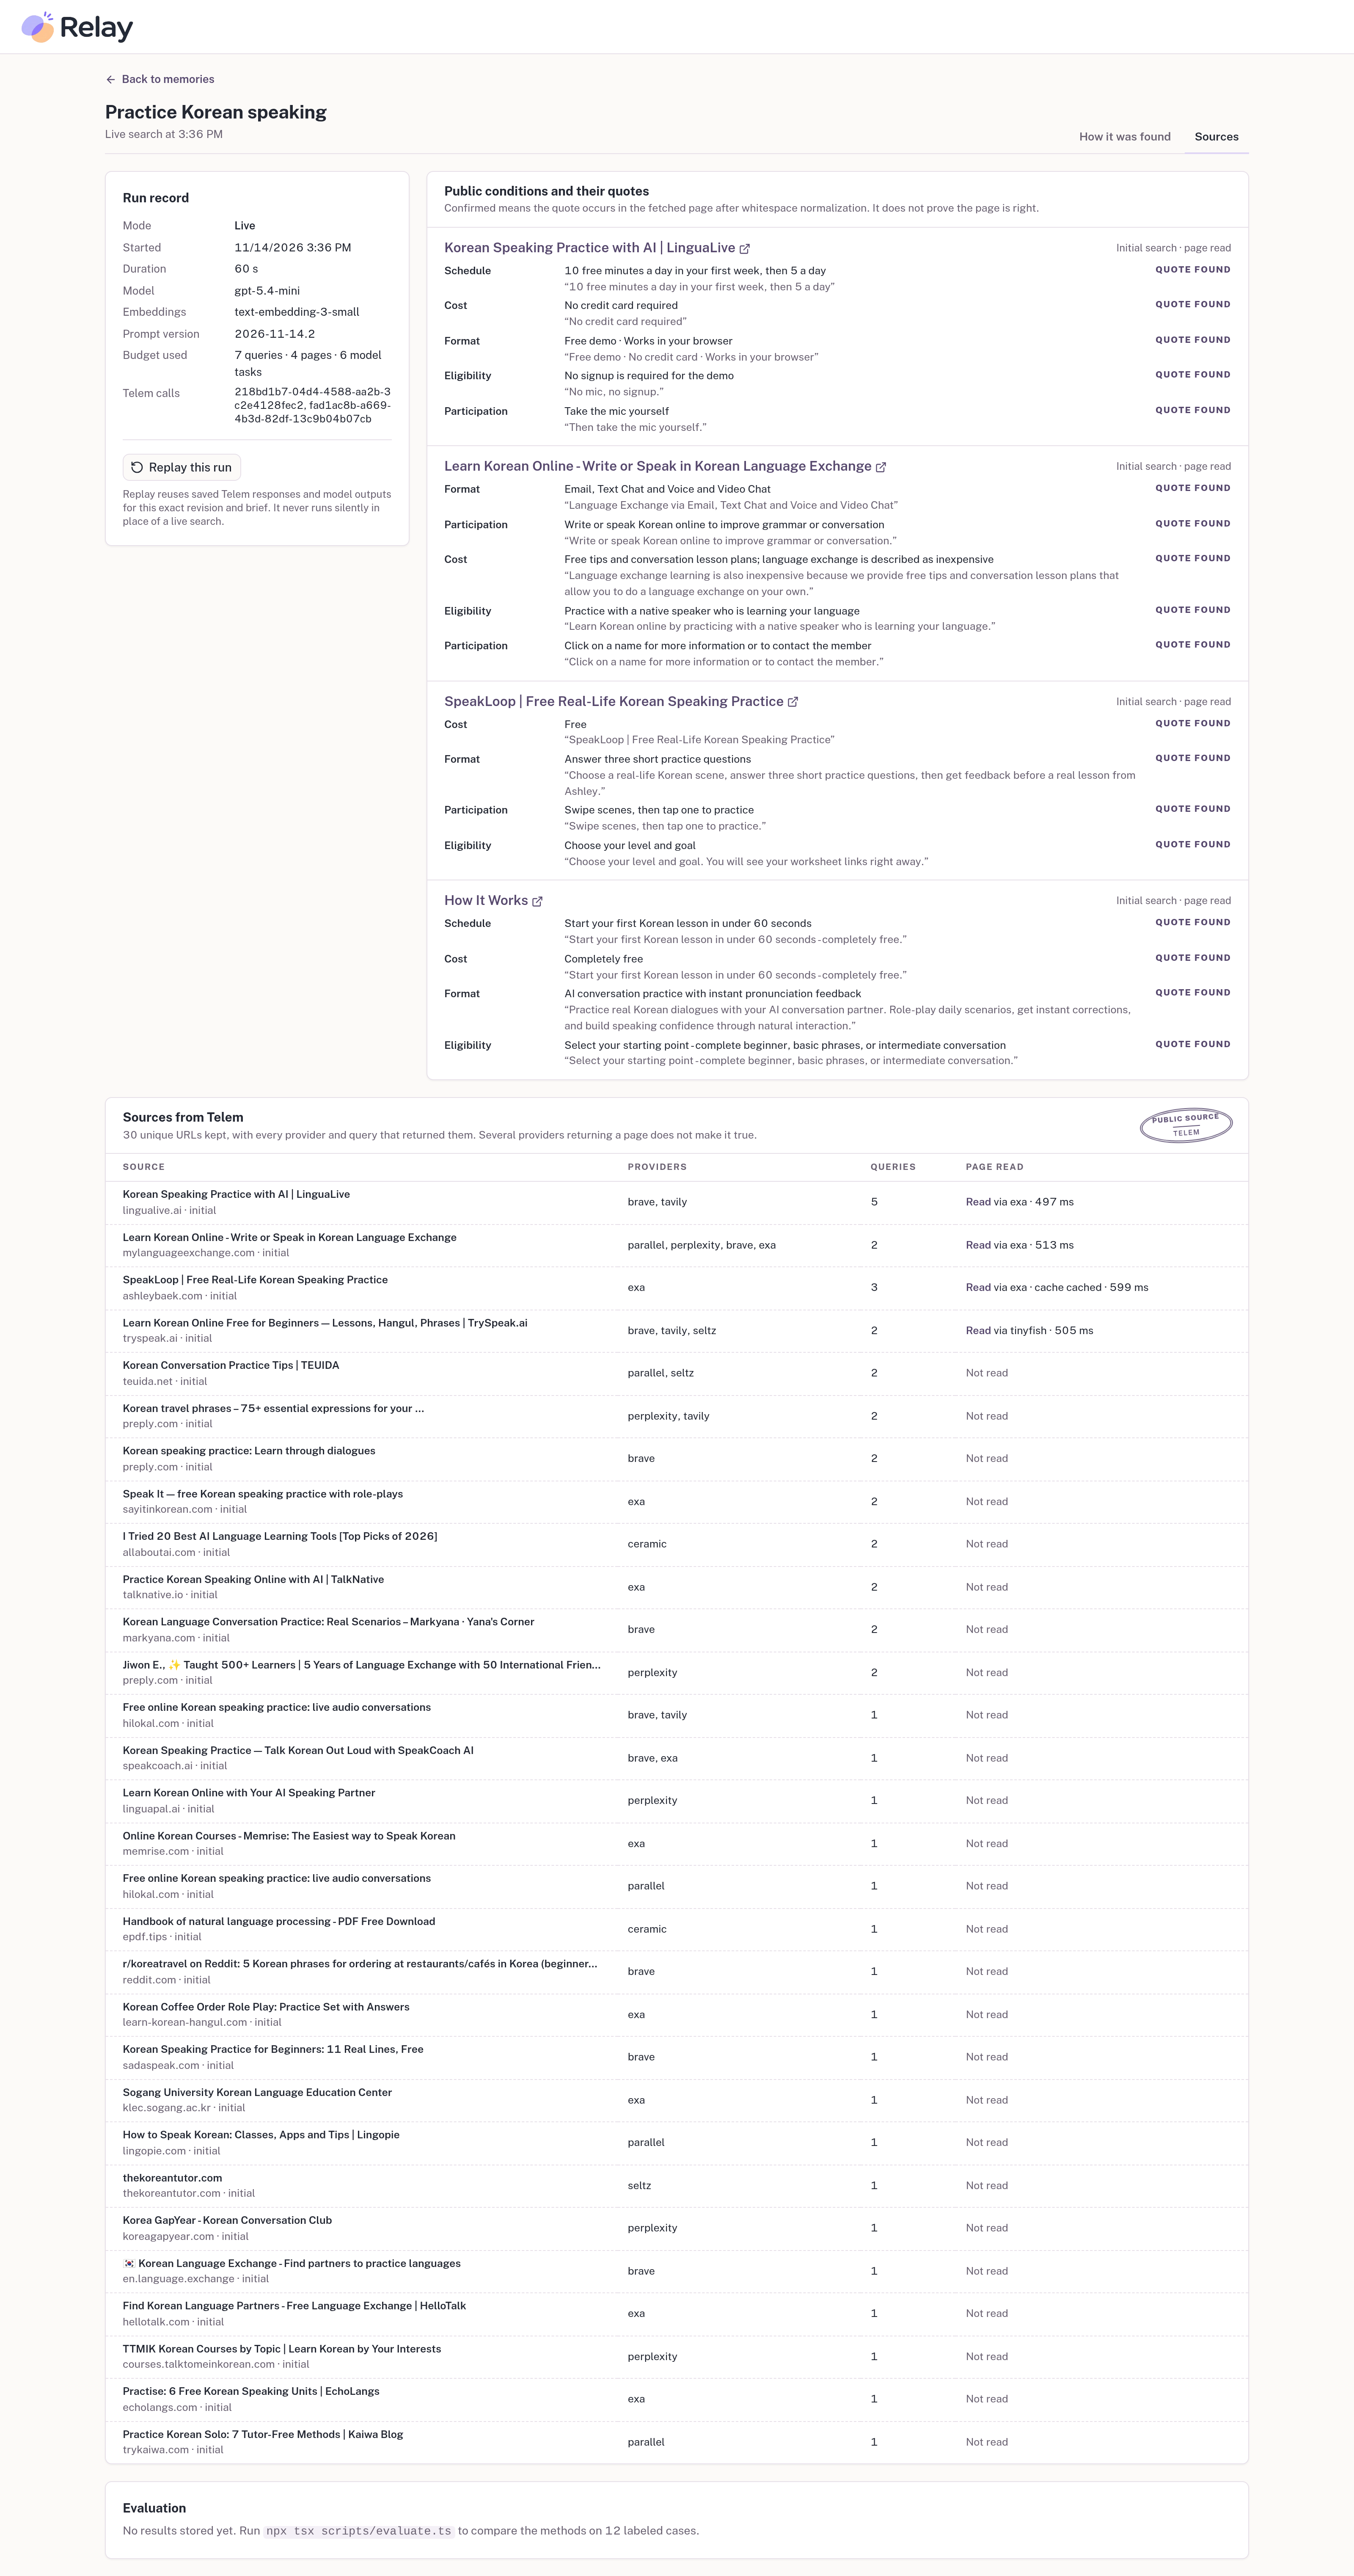 Relay
Back to memories
Practice Korean speaking
Live search at 3:36 PM
How it was found
Sources
Run record
Mode Live
Started 11/14/2026 3:36 PM
Duration 60 s
Model gpt-5.4-mini
Embeddings text-embedding-3-small
Prompt version 2026-11-14.2
Budget used 7 queries · 4 pages · 6 model
tasks
Telem calls 218bd1b7-04d4-4588-aa2b-3
c2e4128fec2, fad1ac8b-a669-
4b3d-82df-13c9b04b07cb
Replay this run
Replay reuses saved Telem responses and model outputs
for this exact revision and brief. It never runs silently in
place of a live search.
Public conditions and their quotes
Confirmed means the quote occurs in the fetched page after whitespace normalization. It does not prove the page is right.
Korean Speaking Practice with AI | LinguaLive Initial search · page read
Schedule 10 free minutes a day in your first week, then 5 a day QUOTE FOUND
“10 free minutes a day in your first week, then 5 a day”
Cost No credit card required QUOTE FOUND
“No credit card required”
Format Free demo · Works in your browser QUOTE FOUND
“Free demo · No credit card · Works in your browser”
Eligibility No signup is required for the demo QUOTE FOUND
“No mic, no signup.”
Participation Take the mic yourself QUOTE FOUND
“Then take the mic yourself.”
Learn Korean Online - Write or Speak in Korean Language Exchange Initial search · page read
Format Email, Text Chat and Voice and Video Chat QUOTE FOUND
“Language Exchange via Email, Text Chat and Voice and Video Chat”
Participation Write or speak Korean online to improve grammar or conversation QUOTE FOUND
“Write or speak Korean online to improve grammar or conversation.”
Cost Free tips and conversation lesson plans; language exchange is described as inexpensive QUOTE FOUND
“Language exchange learning is also inexpensive because we provide free tips and conversation lesson plans that
allow you to do a language exchange on your own.”
Eligibility Practice with a native speaker who is learning your language QUOTE FOUND
“Learn Korean online by practicing with a native speaker who is learning your language.”
Participation Click on a name for more information or to contact the member QUOTE FOUND
“Click on a name for more information or to contact the member.”
SpeakLoop | Free Real-Life Korean Speaking Practice Initial search · page read
Cost Free QUOTE FOUND
“SpeakLoop | Free Real-Life Korean Speaking Practice”
Format Answer three short practice questions QUOTE FOUND
“Choose a real-life Korean scene, answer three short practice questions, then get feedback before a real lesson from
Ashley.”
Participation Swipe scenes, then tap one to practice QUOTE FOUND
“Swipe scenes, then tap one to practice.”
Eligibility Choose your level and goal QUOTE FOUND
“Choose your level and goal. You will see your worksheet links right away.”
How It Works Initial search · page read
Schedule Start your first Korean lesson in under 60 seconds QUOTE FOUND
“Start your first Korean lesson in under 60 seconds - completely free.”
Cost Completely free QUOTE FOUND
“Start your first Korean lesson in under 60 seconds - completely free.”
Format AI conversation practice with instant pronunciation feedback QUOTE FOUND
“Practice real Korean dialogues with your AI conversation partner. Role-play daily scenarios, get instant corrections,
and build speaking confidence through natural interaction.”
Eligibility Select your starting point - complete beginner, basic phrases, or intermediate conversation QUOTE FOUND
“Select your starting point - complete beginner, basic phrases, or intermediate conversation.”
Sources from Telem
30 unique URLs kept, with every provider and query that returned them. Several providers returning a page does not make it true.
PUBLIC SOURCE
TELEM
SOURCE PROVIDERS QUERIES PAGE READ
Korean Speaking Practice with AI | LinguaLive
lingualive.ai · initial
brave, tavily 5 Read via exa · 497 ms
Learn Korean Online - Write or Speak in Korean Language Exchange
mylanguageexchange.com · initial
parallel, perplexity, brave, exa 2 Read via exa · 513 ms
SpeakLoop | Free Real-Life Korean Speaking Practice
ashleybaek.com · initial
exa 3 Read via exa · cache cached · 599 ms
Learn Korean Online Free for Beginners — Lessons, Hangul, Phrases | TrySpeak.ai
tryspeak.ai · initial
brave, tavily, seltz 2 Read via tinyfish · 505 ms
Korean Conversation Practice Tips | TEUIDA
teuida.net · initial
parallel, seltz 2 Not read
Korean travel phrases – 75+ essential expressions for your ...
preply.com · initial
perplexity, tavily 2 Not read
Korean speaking practice: Learn through dialogues
preply.com · initial
brave 2 Not read
Speak It — free Korean speaking practice with role-plays
sayitinkorean.com · initial
exa 2 Not read
I Tried 20 Best AI Language Learning Tools [Top Picks of 2026]
allaboutai.com · initial
ceramic 2 Not read
Practice Korean Speaking Online with AI | TalkNative
talknative.io · initial
exa 2 Not read
Korean Language Conversation Practice: Real Scenarios – Markyana · Yana's Corner
markyana.com · initial
brave 2 Not read
Jiwon E., ✨ Taught 500+ Learners | 5 Years of Language Exchange with 50 International Frien...
preply.com · initial
perplexity 2 Not read
Free online Korean speaking practice: live audio conversations
hilokal.com · initial
brave, tavily 1 Not read
Korean Speaking Practice — Talk Korean Out Loud with SpeakCoach AI
speakcoach.ai · initial
brave, exa 1 Not read
Learn Korean Online with Your AI Speaking Partner
linguapal.ai · initial
perplexity 1 Not read
Online Korean Courses - Memrise: The Easiest way to Speak Korean
memrise.com · initial
exa 1 Not read
Free online Korean speaking practice: live audio conversations
hilokal.com · initial
parallel 1 Not read
Handbook of natural language processing - PDF Free Download
epdf.tips · initial
ceramic 1 Not read
r/koreatravel on Reddit: 5 Korean phrases for ordering at restaurants/cafés in Korea (beginner...
reddit.com · initial
brave 1 Not read
Korean Coffee Order Role Play: Practice Set with Answers
learn-korean-hangul.com · initial
exa 1 Not read
Korean Speaking Practice for Beginners: 11 Real Lines, Free
sadaspeak.com · initial
brave 1 Not read
Sogang University Korean Language Education Center
klec.sogang.ac.kr · initial
exa 1 Not read
How to Speak Korean: Classes, Apps and Tips | Lingopie
lingopie.com · initial
parallel 1 Not read
thekoreantutor.com
thekoreantutor.com · initial
seltz 1 Not read
Korea GapYear - Korean Conversation Club
koreagapyear.com · initial
perplexity 1 Not read
🇰🇷 Korean Language Exchange - Find partners to practice languages
en.language.exchange · initial
brave 1 Not read
Find Korean Language Partners - Free Language Exchange | HelloTalk
hellotalk.com · initial
exa 1 Not read
TTMIK Korean Courses by Topic | Learn Korean by Your Interests
courses.talktomeinkorean.com · initial
perplexity 1 Not read
Practise: 6 Free Korean Speaking Units | EchoLangs
echolangs.com · initial
exa 1 Not read
Practice Korean Solo: 7 Tutor-Free Methods | Kaiwa Blog
trykaiwa.com · initial
parallel 1 Not read
Evaluation
No results stored yet. Run npx tsx scripts/evaluate.ts to compare the methods on 12 labeled cases.